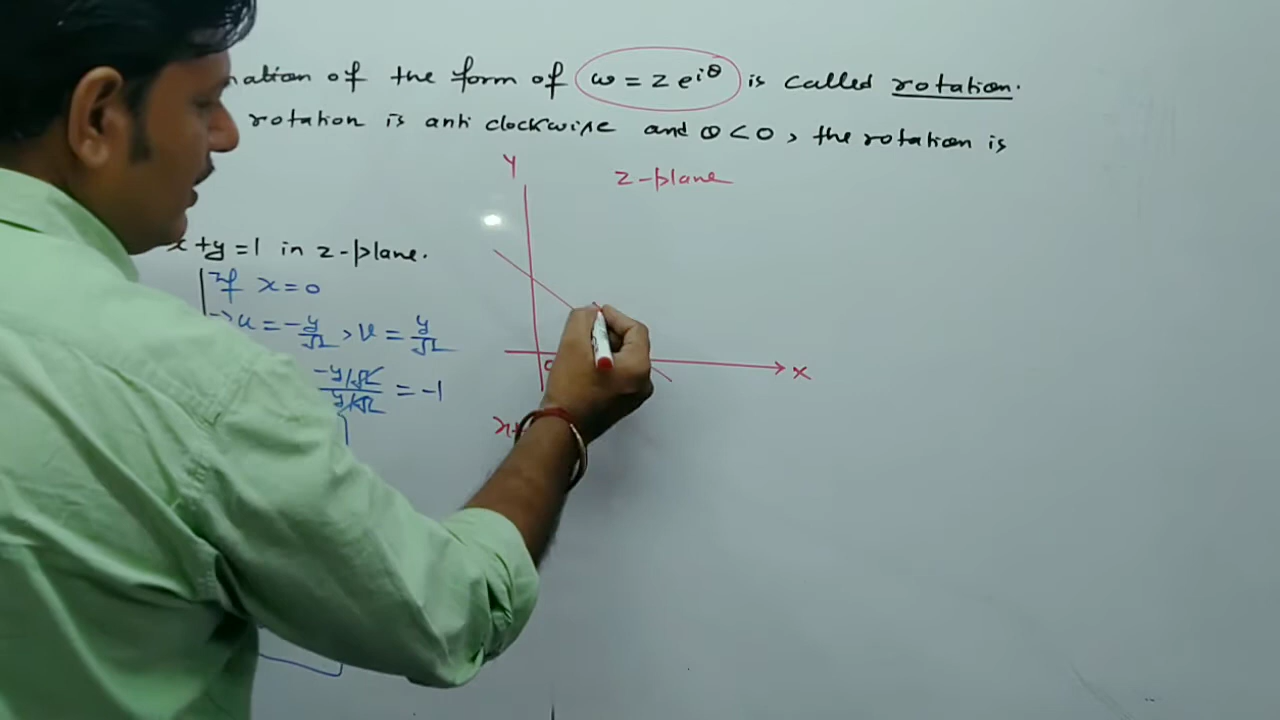 of the form of ω = z e^{iθ} is called rotation.
rotation is anti clockwise and θ < 0, the rotation is
Y
z-plane
x+y=1 in z-plane.
If x = 0
u = -y/√2, v = y/√2
-y/√2 / y/√2 = -1
X
x+